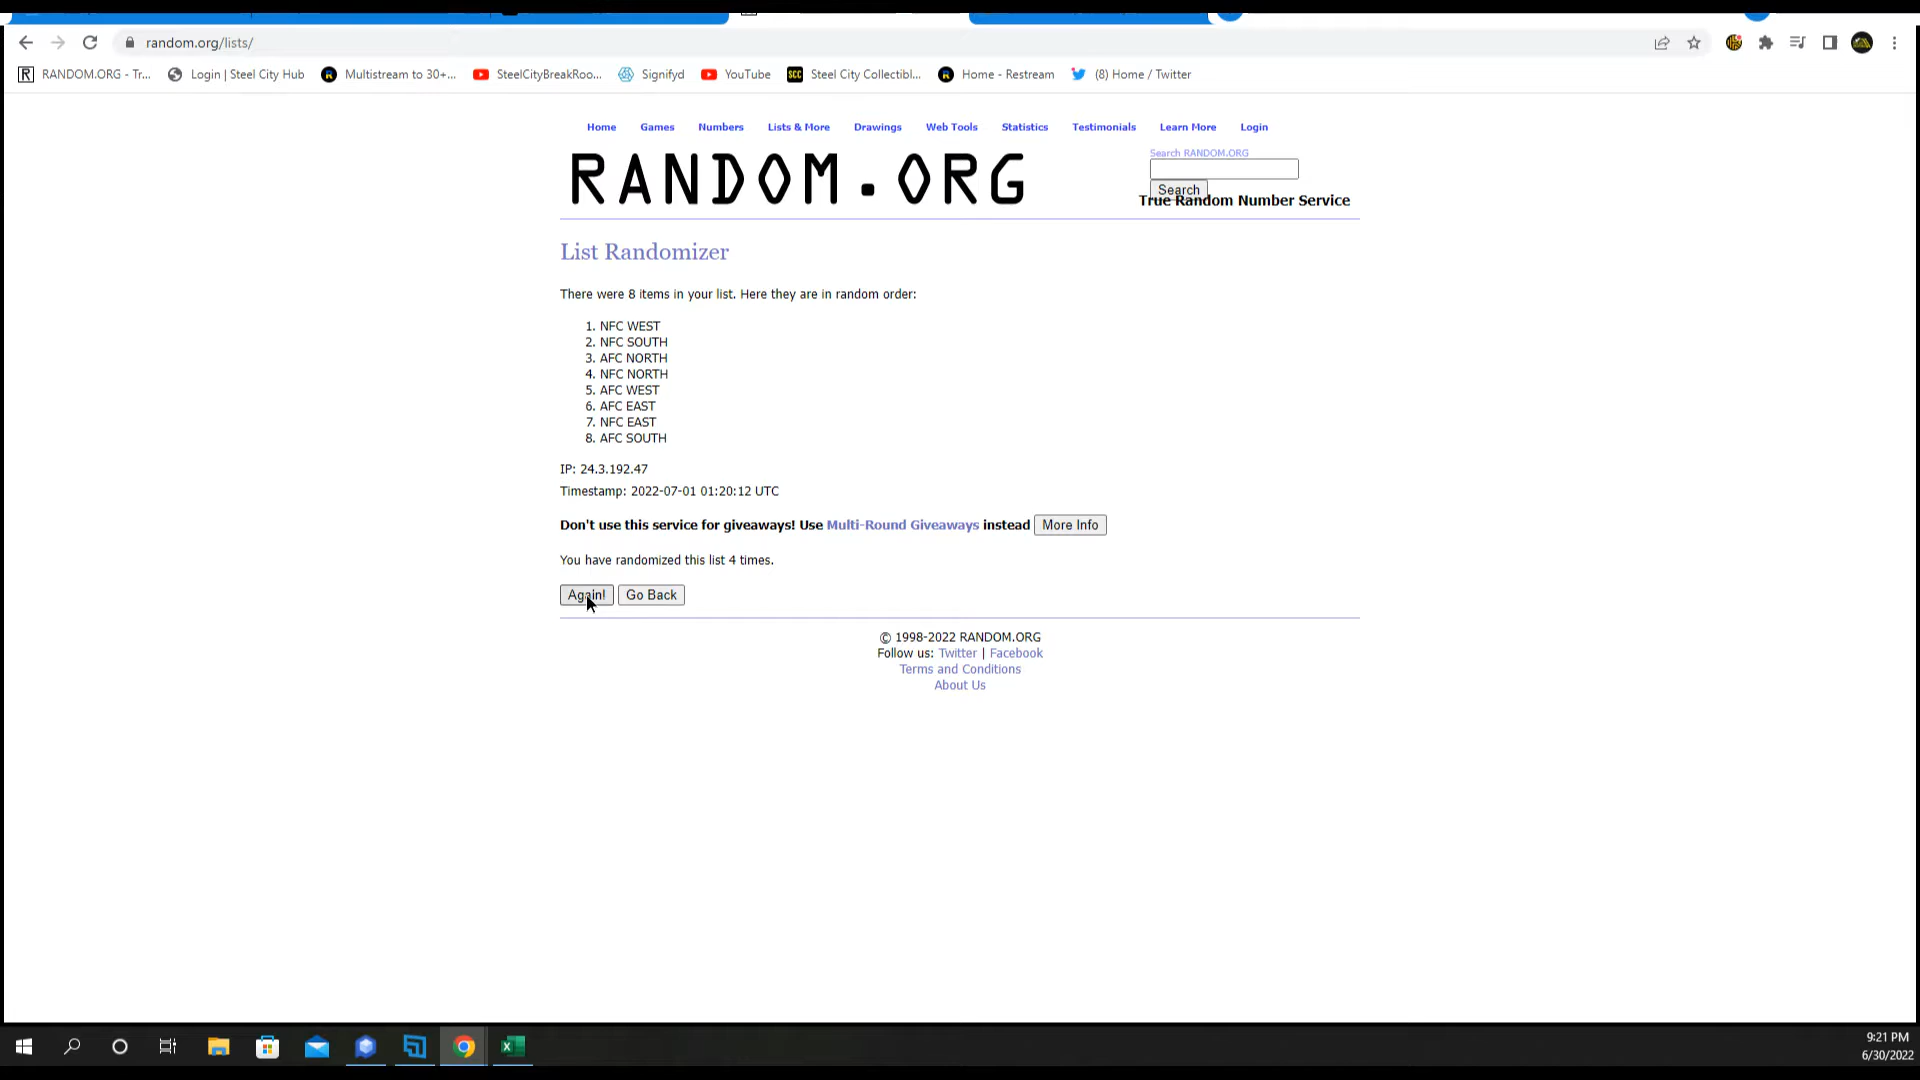 random.org/lists/
RANDOM.ORG - Tr... Login | Steel City Hub Multistream to 30+... SteelCityBreakRoo... Signifyd YouTube SCC Steel City Collectibl... Home - Restream (8) Home / Twitter
Home Games Numbers Lists & More Drawings Web Tools Statistics Testimonials Learn More Login
RANDOM.ORG
Search RANDOM.ORG
Search
True Random Number Service
List Randomizer
There were 8 items in your list. Here they are in random order:
1. NFC WEST
2. NFC SOUTH
3. AFC NORTH
4. NFC NORTH
5. AFC WEST
6. AFC EAST
7. NFC EAST
8. AFC SOUTH
IP: 24.3.192.47
Timestamp: 2022-07-01 01:20:12 UTC
Don't use this service for giveaways! Use Multi-Round Giveaways instead More Info
You have randomized this list 4 times.
Again! Go Back
© 1998-2022 RANDOM.ORG
Follow us: Twitter | Facebook
Terms and Conditions
About Us
9:21 PM
6/30/2022